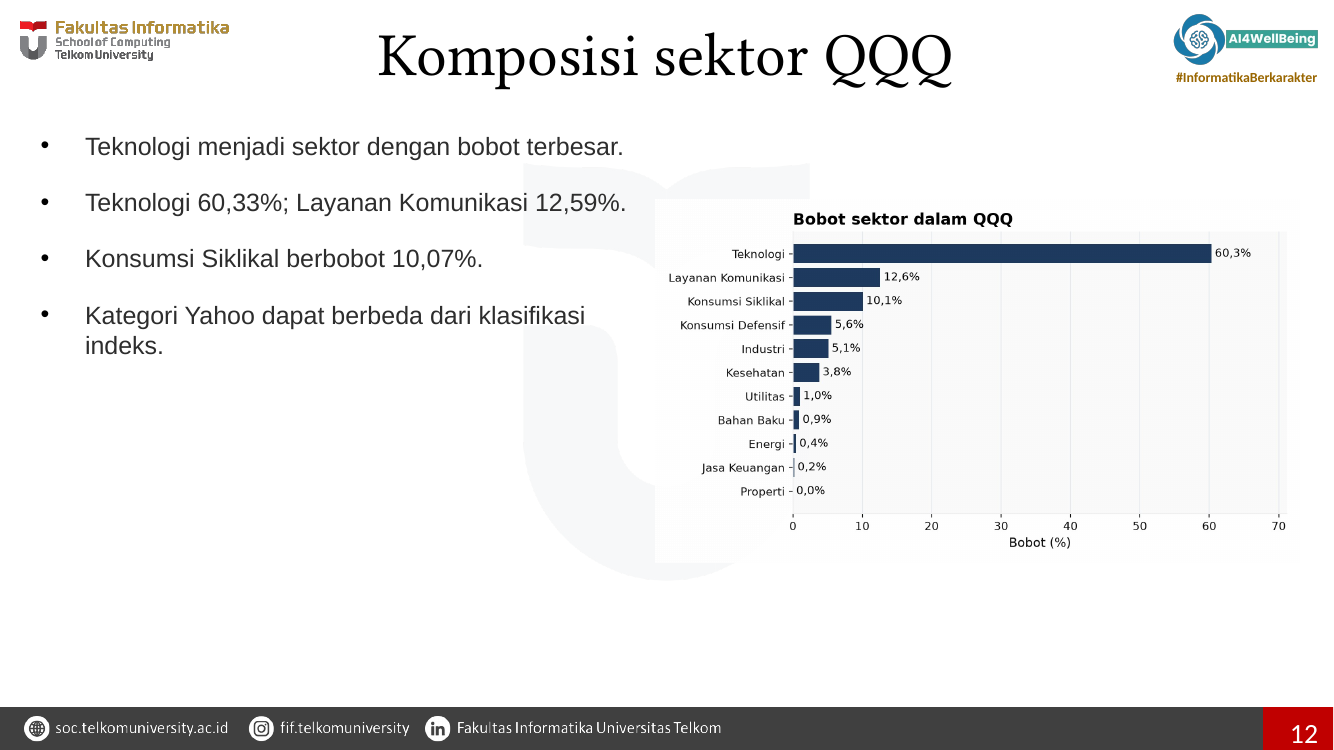 Fakultas Informatika
School of Computing
Telkom University
Komposisi sektor QQQ
AI4WellBeing
#InformatikaBerkarakter
• Teknologi menjadi sektor dengan bobot terbesar.
• Teknologi 60,33%; Layanan Komunikasi 12,59%.
• Konsumsi Siklikal berbobot 10,07%.
• Kategori Yahoo dapat berbeda dari klasifikasi
indeks.
Bobot sektor dalam QQQ
Teknologi 60,3%
Layanan Komunikasi 12,6%
Konsumsi Siklikal 10,1%
Konsumsi Defensif 5,6%
Industri 5,1%
Kesehatan 3,8%
Utilitas 1,0%
Bahan Baku 0,9%
Energi 0,4%
Jasa Keuangan 0,2%
Properti 0,0%
0 10 20 30 40 50 60 70
Bobot (%)
soc.telkomuniversity.ac.id fif.telkomuniversity in Fakultas Informatika Universitas Telkom
12